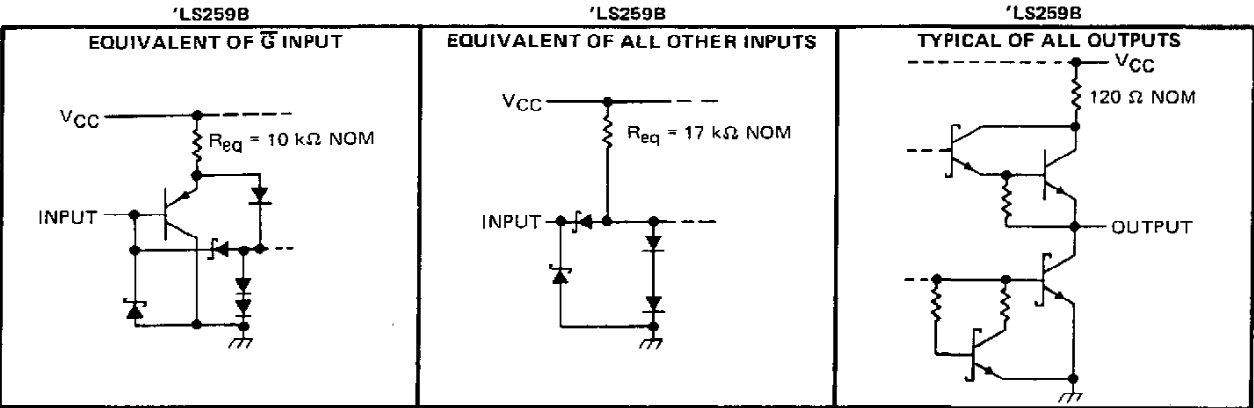 'LS259B
EQUIVALENT OF G̅ INPUT
VCC
Req = 10 kΩ NOM
INPUT
'LS259B
EQUIVALENT OF ALL OTHER INPUTS
VCC
Req = 17 kΩ NOM
INPUT
'LS259B
TYPICAL OF ALL OUTPUTS
VCC
120 Ω NOM
OUTPUT